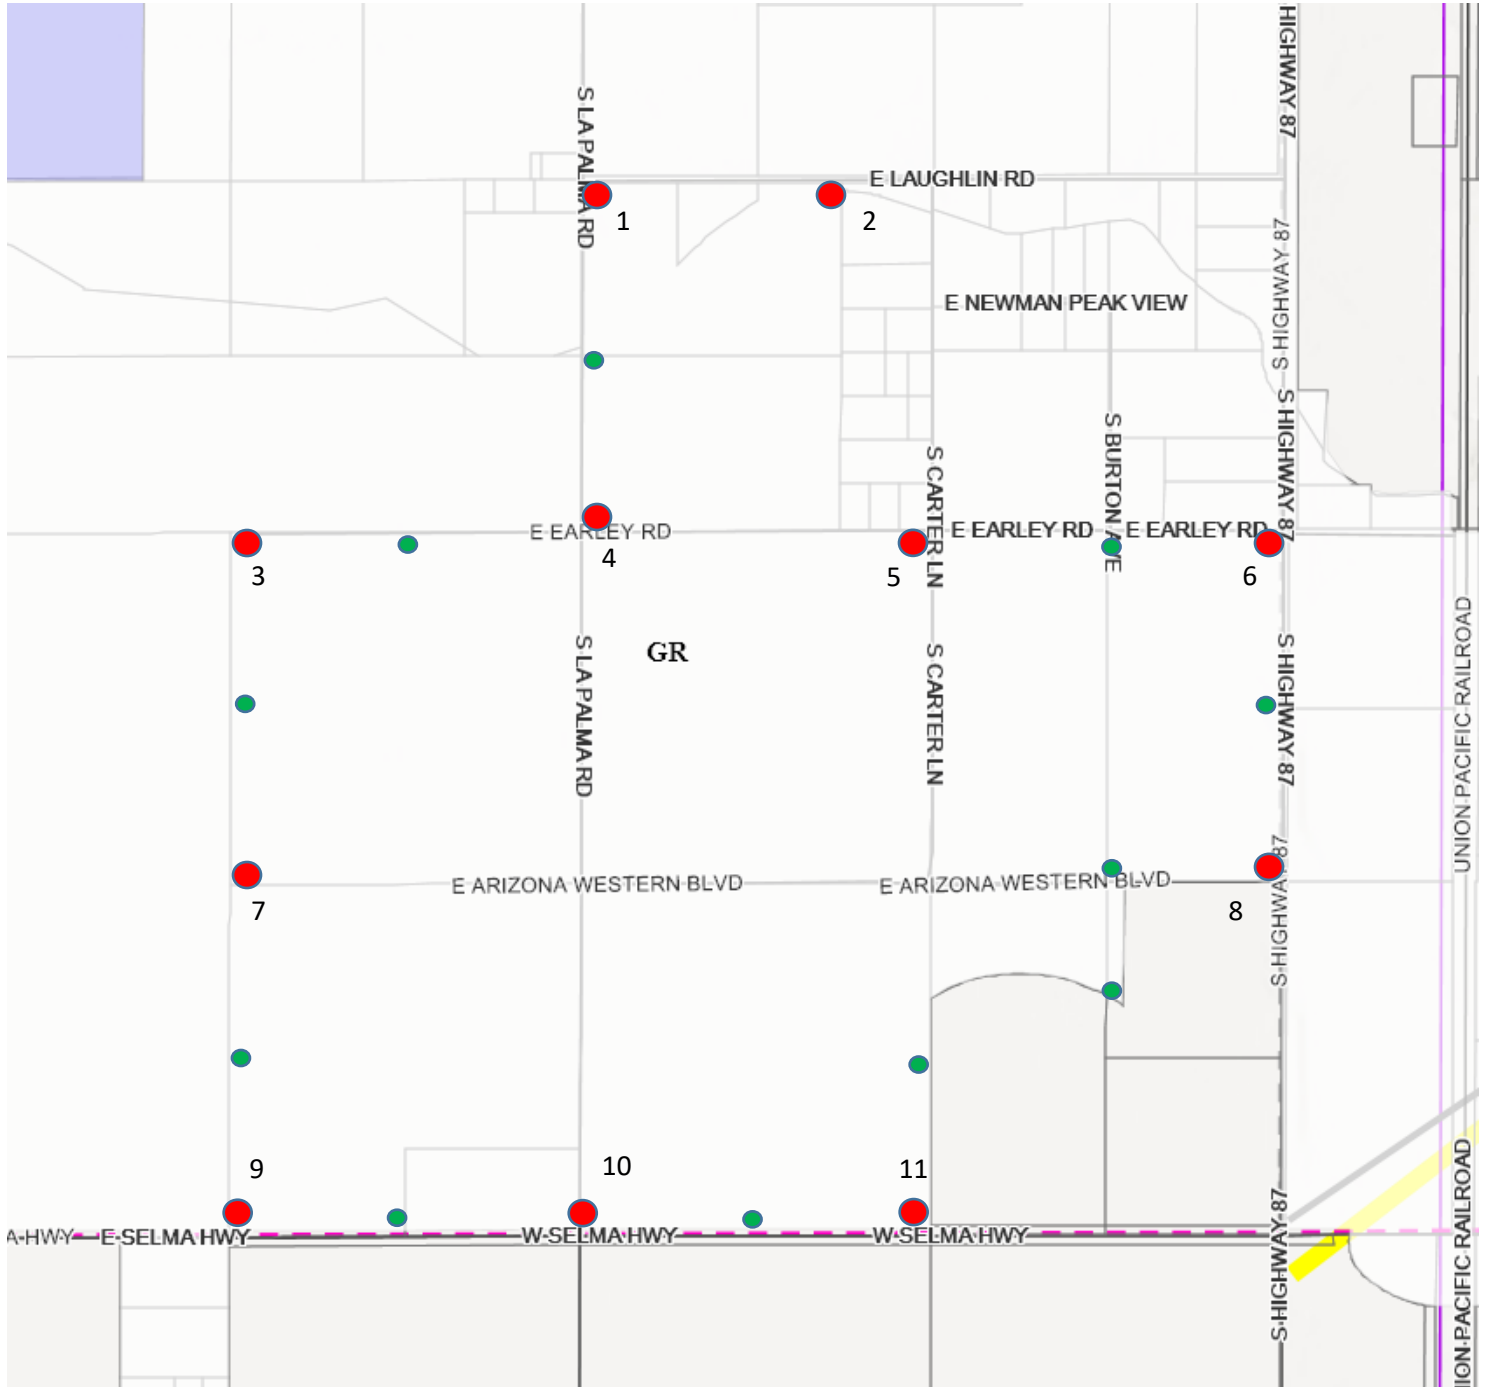 S HIGHWAY 87
S LA PALMA RD
E LAUGHLIN RD
1
2
S HIGHWAY 87
E NEWMAN PEAK VIEW
S HIGHWAY 87
S BURTON AVE
S CARTER LN
E EARLEY RD
E EARLEY RD
E EARLEY RD
3
4
5
6
UNION PACIFIC RAILROAD
GR
S LA PALMA RD
S CARTER LN
S HIGHWAY 87
E ARIZONA WESTERN BLVD
E ARIZONA WESTERN BLVD
S HIGHWAY 87
7
8
9
10
11
UNION PACIFIC RAILROAD
A HWY
E SELMA HWY
W SELMA HWY
W SELMA HWY
S HIGHWAY 87